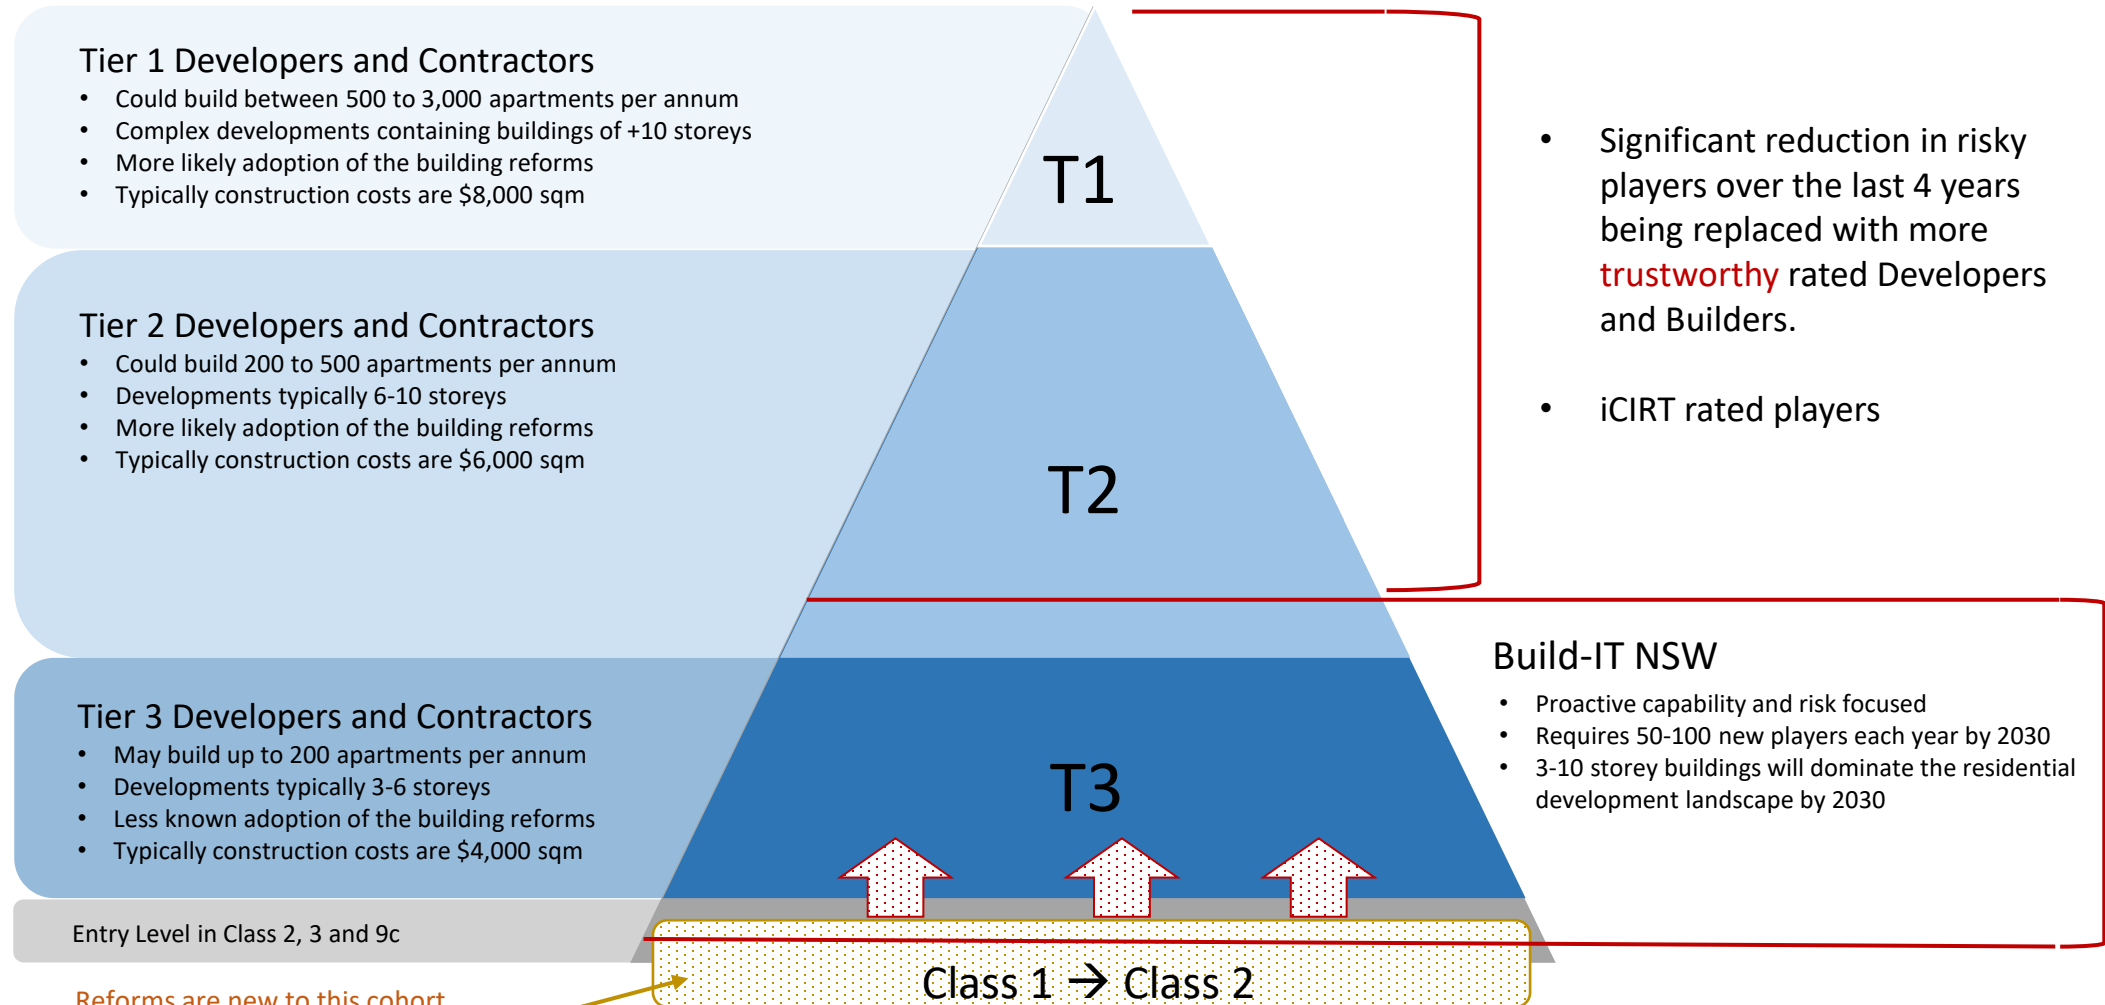 Tier 1 Developers and Contractors
• Could build between 500 to 3,000 apartments per annum
• Complex developments containing buildings of +10 storeys
• More likely adoption of the building reforms
• Typically construction costs are $8,000 sqm
T1
• Significant reduction in risky
players over the last 4 years
being replaced with more
trustworthy rated Developers
and Builders.
• iCIRT rated players
Tier 2 Developers and Contractors
• Could build 200 to 500 apartments per annum
• Developments typically 6-10 storeys
• More likely adoption of the building reforms
• Typically construction costs are $6,000 sqm
T2
Build-IT NSW
• Proactive capability and risk focused
• Requires 50-100 new players each year by 2030
• 3-10 storey buildings will dominate the residential
development landscape by 2030
Tier 3 Developers and Contractors
• May build up to 200 apartments per annum
• Developments typically 3-6 storeys
• Less known adoption of the building reforms
• Typically construction costs are $4,000 sqm
T3
Entry Level in Class 2, 3 and 9c
Class 1 → Class 2
Reforms are new to this cohort